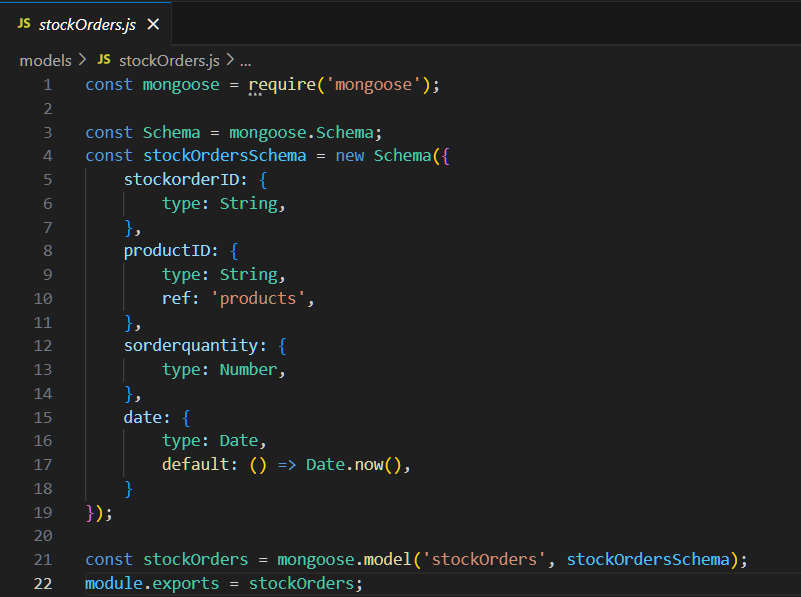 JS stockOrders.js ×
models > JS stockOrders.js > ...
1 const mongoose = require('mongoose');
2
3 const Schema = mongoose.Schema;
4 const stockOrdersSchema = new Schema({
5 stockorderID: {
6 type: String,
7 },
8 productID: {
9 type: String,
10 ref: 'products',
11 },
12 sorderquantity: {
13 type: Number,
14 },
15 date: {
16 type: Date,
17 default: () => Date.now(),
18 }
19 });
20
21 const stockOrders = mongoose.model('stockOrders', stockOrdersSchema);
22 module.exports = stockOrders;